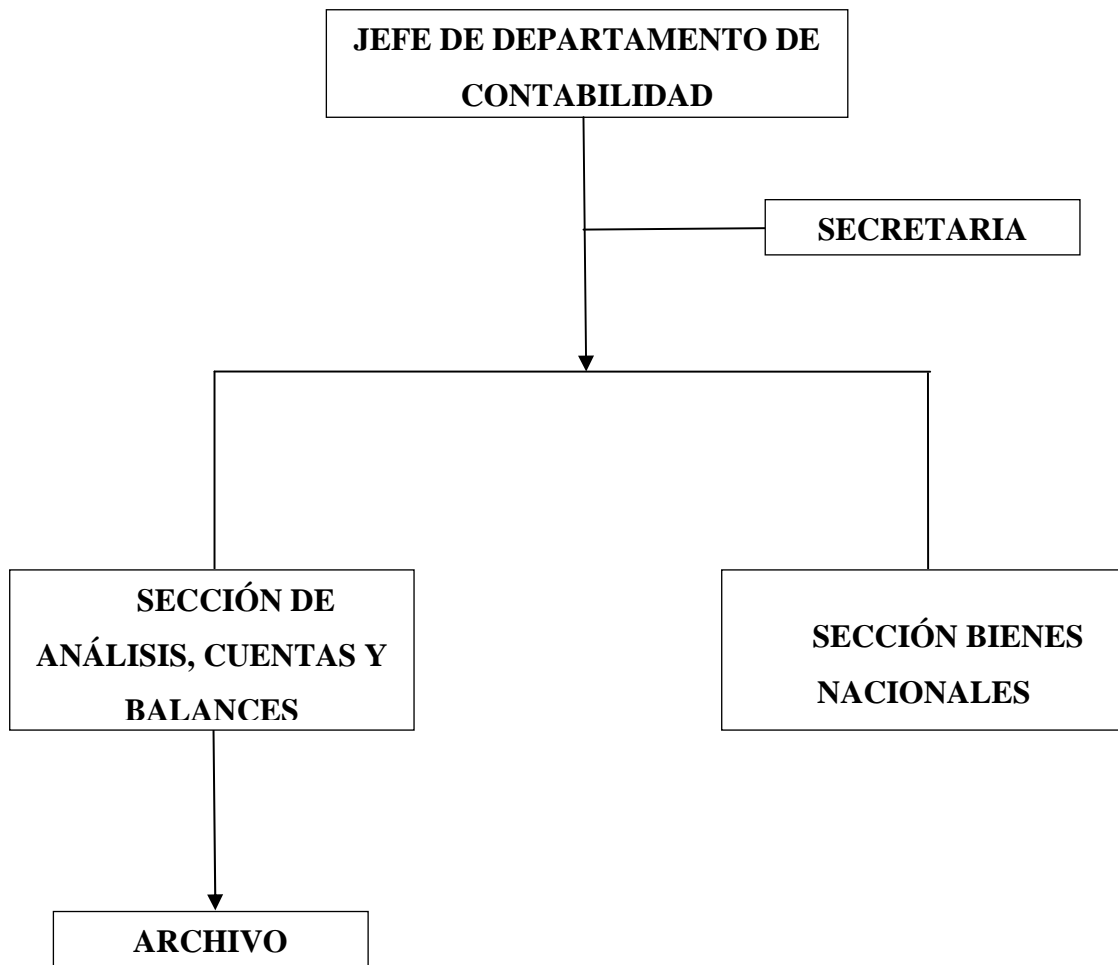 JEFE DE DEPARTAMENTO DE
CONTABILIDAD
SECRETARIA
SECCIÓN DE
ANÁLISIS, CUENTAS Y
BALANCES
SECCIÓN BIENES
NACIONALES
ARCHIVO